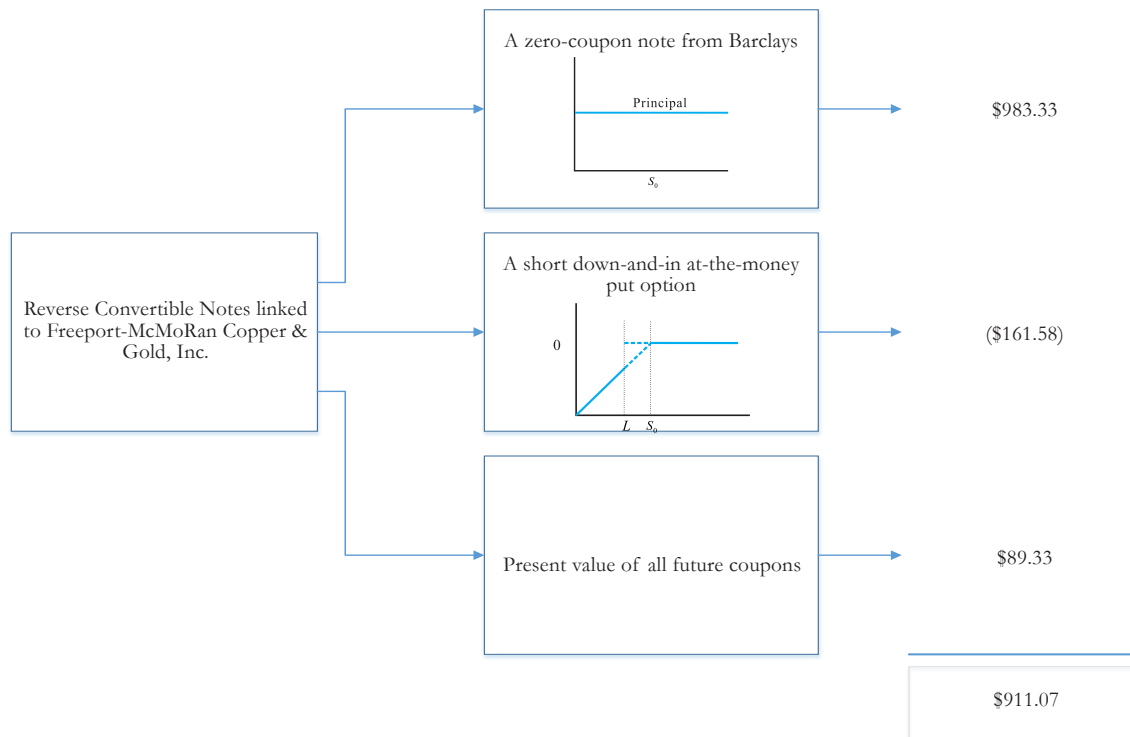 A zero-coupon note from Barclays
Principal
S₀
$983.33
Reverse Convertible Notes linked
to Freeport-McMoRan Copper &
Gold, Inc.
A short down-and-in at-the-money
put option
0
L S₀
($161.58)
Present value of all future coupons
$89.33
$911.07